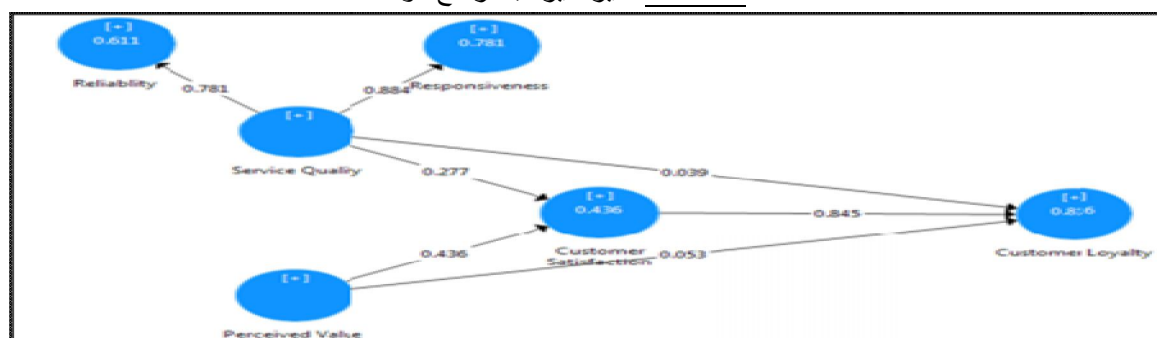 [+]
0.611
Reliablity
[+]
0.781
Responsiveness
0.781
0.884
[+]
Service Quality
0.277
0.039
[+]
0.436
Customer
Satisfaction
0.845
[+]
Customer Loyalty
0.436
0.053
[+]
Perceived Value